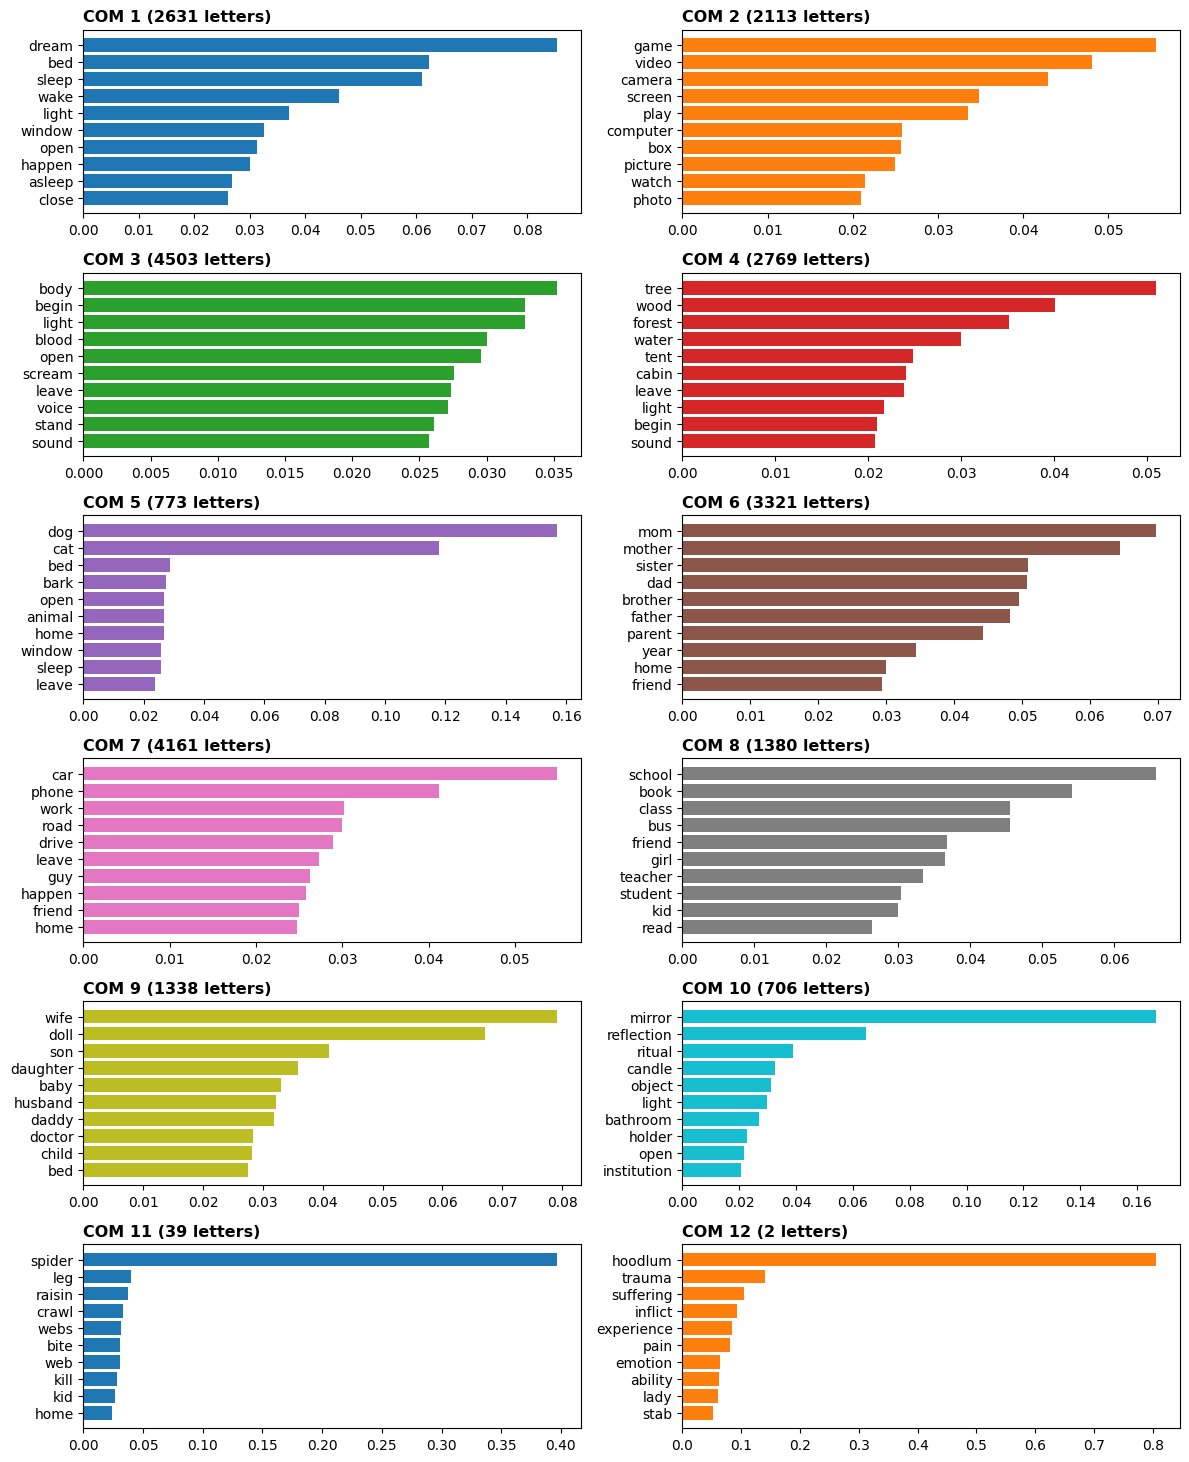 COM 1 (2631 letters)
dream
bed
sleep
wake
light
window
open
happen
asleep
close
0.00 0.01 0.02 0.03 0.04 0.05 0.06 0.07 0.08
COM 2 (2113 letters)
game
video
camera
screen
play
computer
box
picture
watch
photo
0.00 0.01 0.02 0.03 0.04 0.05
COM 3 (4503 letters)
body
begin
light
blood
open
scream
leave
voice
stand
sound
0.000 0.005 0.010 0.015 0.020 0.025 0.030 0.035
COM 4 (2769 letters)
tree
wood
forest
water
tent
cabin
leave
light
begin
sound
0.00 0.01 0.02 0.03 0.04 0.05
COM 5 (773 letters)
dog
cat
bed
bark
open
animal
home
window
sleep
leave
0.00 0.02 0.04 0.06 0.08 0.10 0.12 0.14 0.16
COM 6 (3321 letters)
mom
mother
sister
dad
brother
father
parent
year
home
friend
0.00 0.01 0.02 0.03 0.04 0.05 0.06 0.07
COM 7 (4161 letters)
car
phone
work
road
drive
leave
guy
happen
friend
home
0.00 0.01 0.02 0.03 0.04 0.05
COM 8 (1380 letters)
school
book
class
bus
friend
girl
teacher
student
kid
read
0.00 0.01 0.02 0.03 0.04 0.05 0.06
COM 9 (1338 letters)
wife
doll
son
daughter
baby
husband
daddy
doctor
child
bed
0.00 0.01 0.02 0.03 0.04 0.05 0.06 0.07 0.08
COM 10 (706 letters)
mirror
reflection
ritual
candle
object
light
bathroom
holder
open
institution
0.00 0.02 0.04 0.06 0.08 0.10 0.12 0.14 0.16
COM 11 (39 letters)
spider
leg
raisin
crawl
webs
bite
web
kill
kid
home
0.00 0.05 0.10 0.15 0.20 0.25 0.30 0.35 0.40
COM 12 (2 letters)
hoodlum
trauma
suffering
inflict
experience
pain
emotion
ability
lady
stab
0.0 0.1 0.2 0.3 0.4 0.5 0.6 0.7 0.8